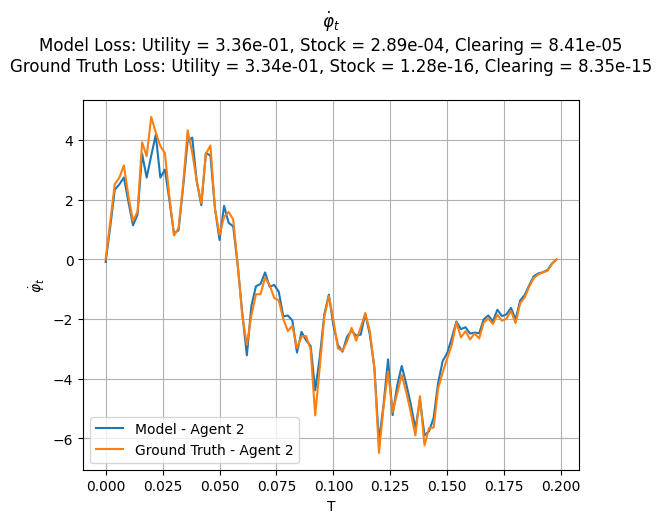 φ̇ₜ
Model Loss: Utility = 3.36e-01, Stock = 2.89e-04, Clearing = 8.41e-05
Ground Truth Loss: Utility = 3.34e-01, Stock = 1.28e-16, Clearing = 8.35e-15
4
2
0
−2
−4
−6
φ̇ₜ
Model - Agent 2
Ground Truth - Agent 2
0.000 0.025 0.050 0.075 0.100 0.125 0.150 0.175 0.200
T